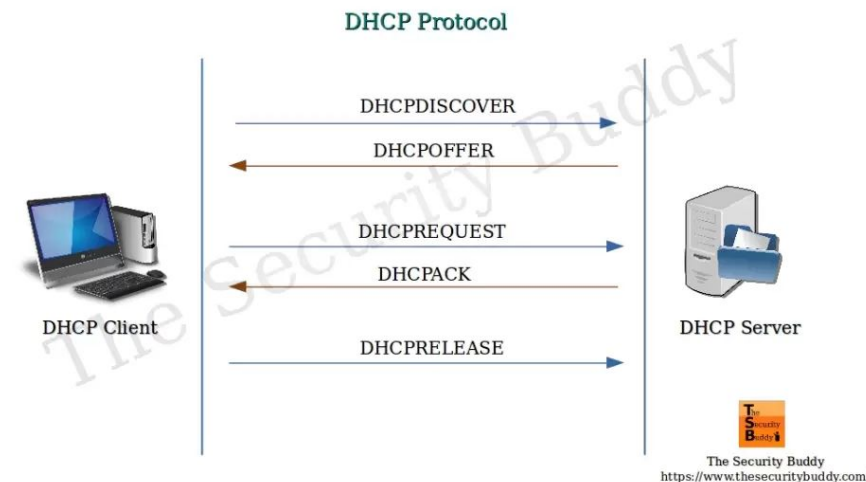 DHCP Protocol
The Security Buddy
DHCPDISCOVER
DHCPOFFER
DHCPREQUEST
DHCPACK
DHCP Client
DHCP Server
DHCPRELEASE
The
Security
Buddy
The Security Buddy
https://www.thesecuritybuddy.com